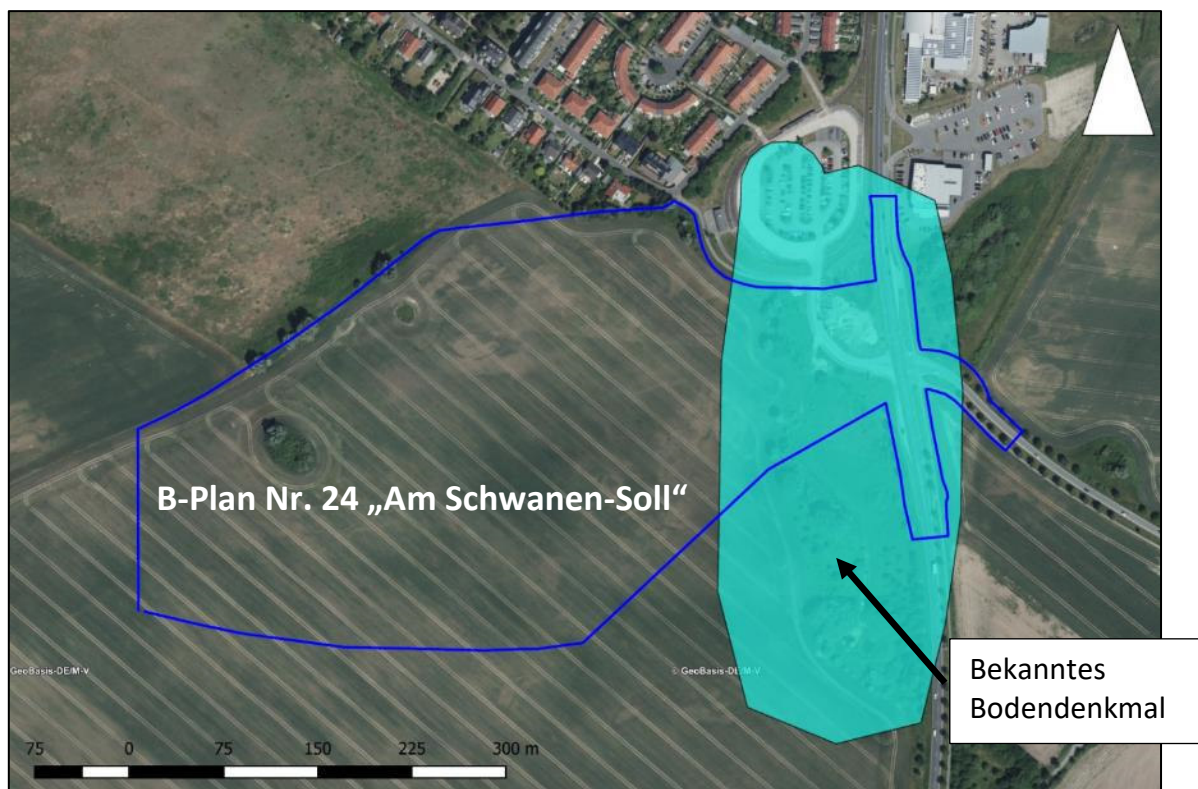 B-Plan Nr. 24 „Am Schwanen-Soll“
GeoBasis-DE/M-V
© GeoBasis-DE/M-V
Bekanntes
Bodendenkmal
75 0 75 150 225 300 m